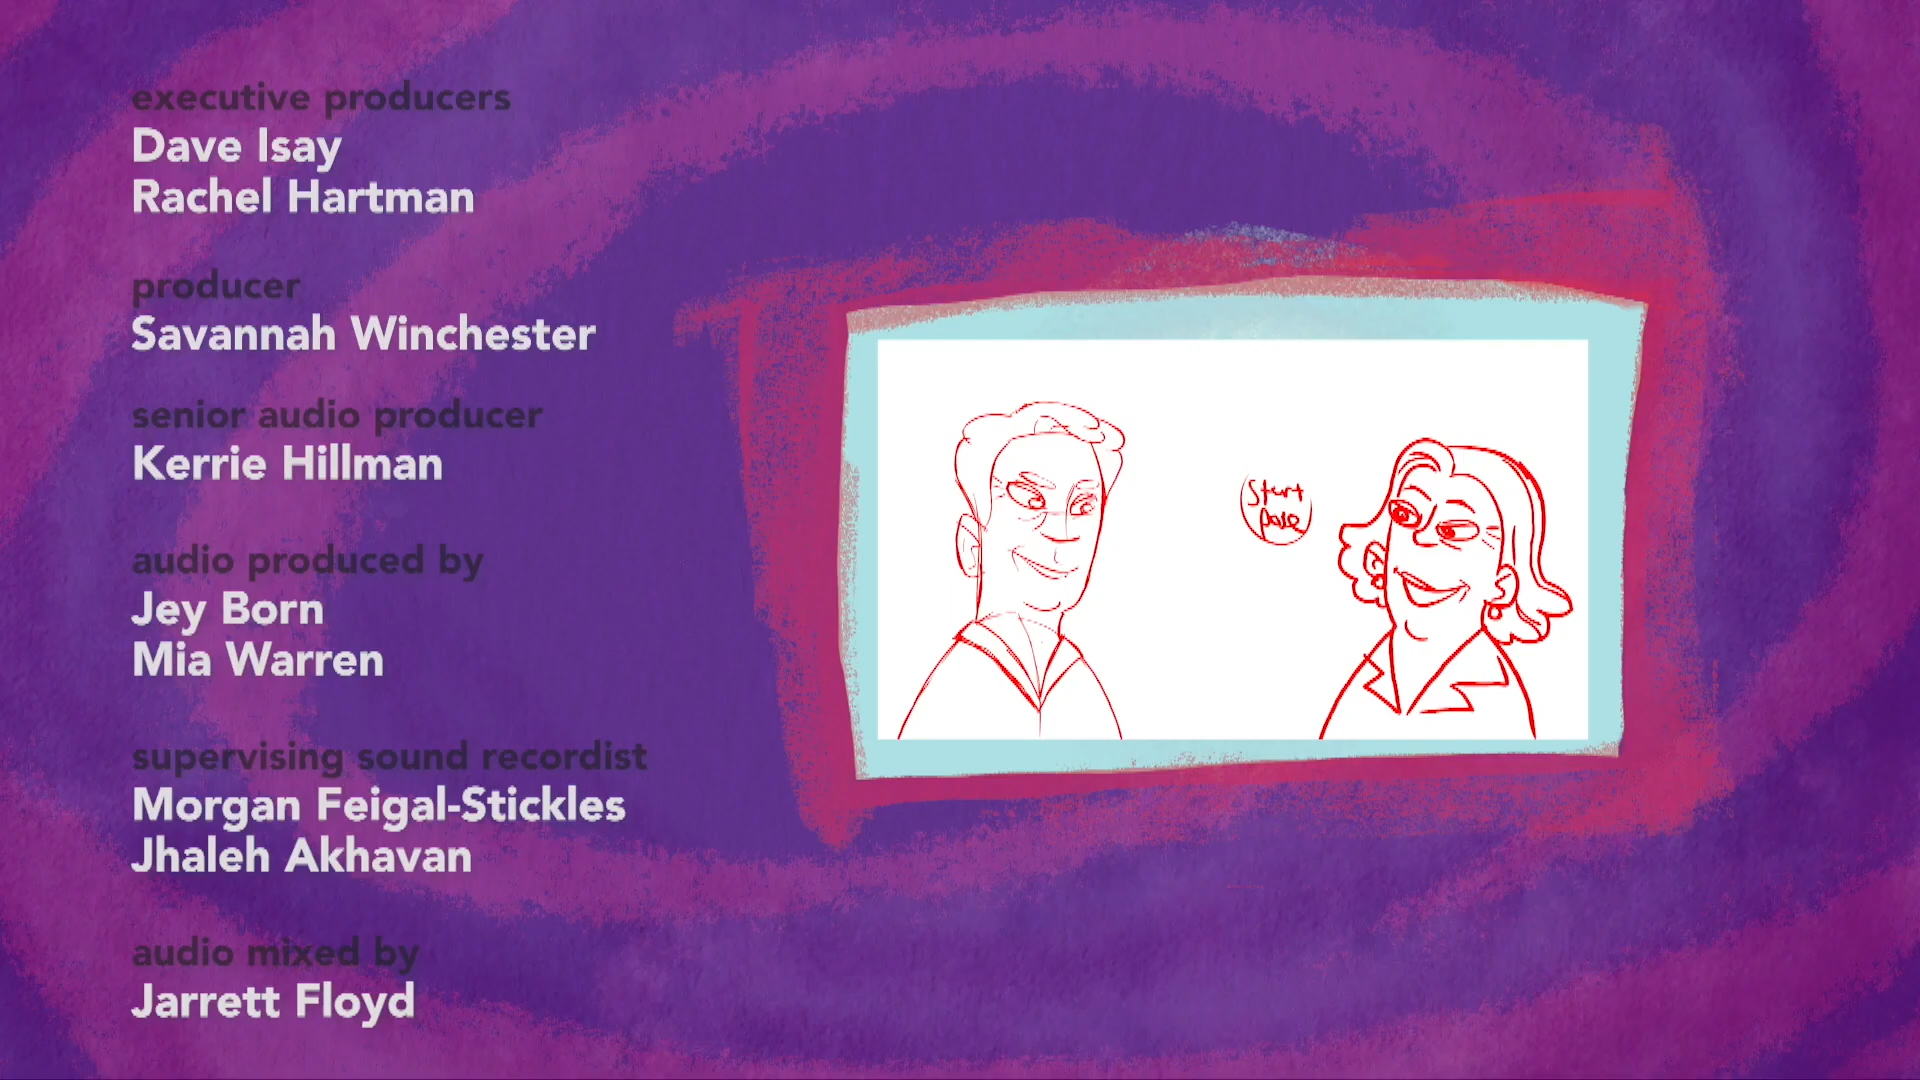 executive producers
Dave Isay
Rachel Hartman
producer
Savannah Winchester
senior audio producer
Kerrie Hillman
audio produced by
Jey Born
Mia Warren
supervising sound recordist
Morgan Feigal-Stickles
Jhaleh Akhavan
audio mixed by
Jarrett Floyd
Start
pose